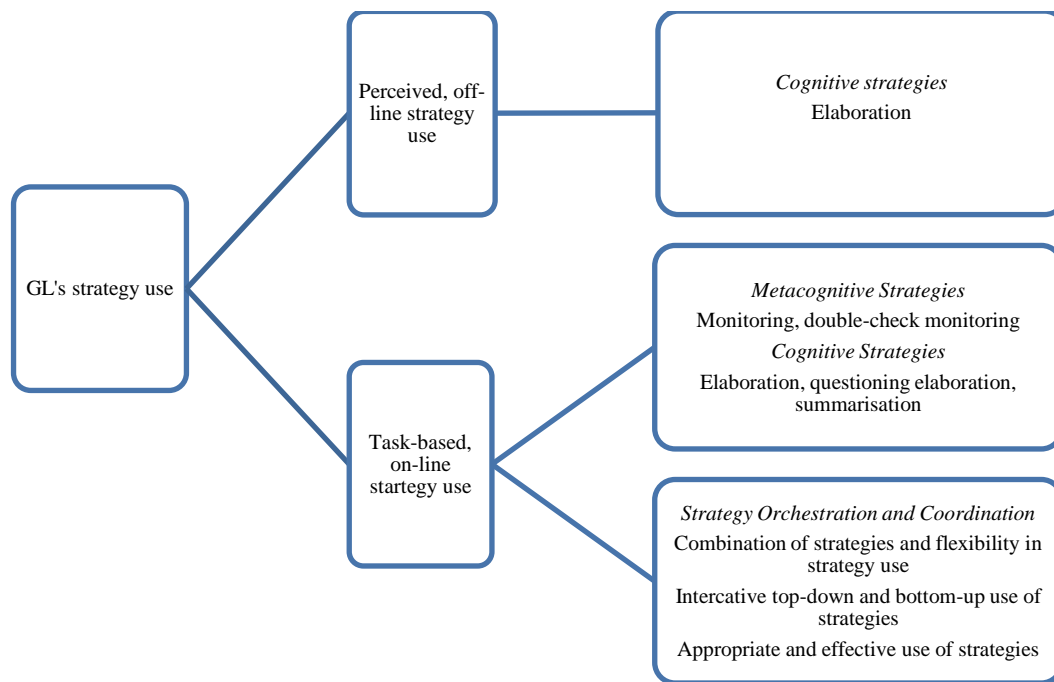 GL's strategy use
Perceived, off-
line strategy
use
Cognitive strategies
Elaboration
Task-based,
on-line
startegy use
Metacognitive Strategies
Monitoring, double-check monitoring
Cognitive Strategies
Elaboration, questioning elaboration,
summarisation
Strategy Orchestration and Coordination
Combination of strategies and flexibility in
strategy use
Intercative top-down and bottom-up use of
strategies
Appropriate and effective use of strategies